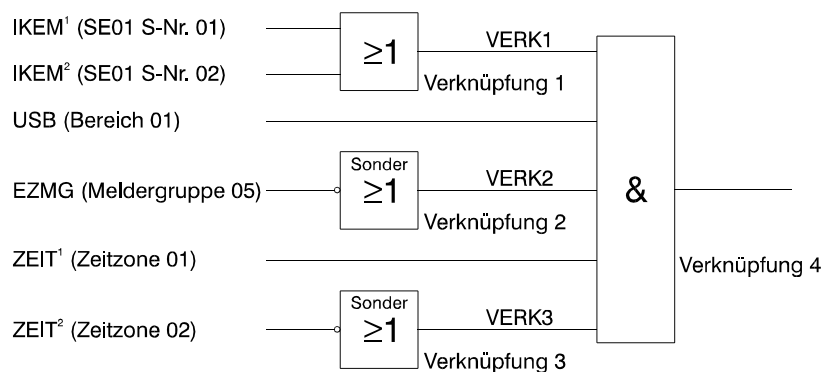 IKEM¹ (SE01 S-Nr. 01)
≥1
VERK1
IKEM² (SE01 S-Nr. 02)
Verknüpfung 1
USB (Bereich 01)
Sonder
≥1
VERK2
EZMG (Meldergruppe 05)
&
Verknüpfung 2
ZEIT¹ (Zeitzone 01)
Verknüpfung 4
Sonder
≥1
VERK3
ZEIT² (Zeitzone 02)
Verknüpfung 3